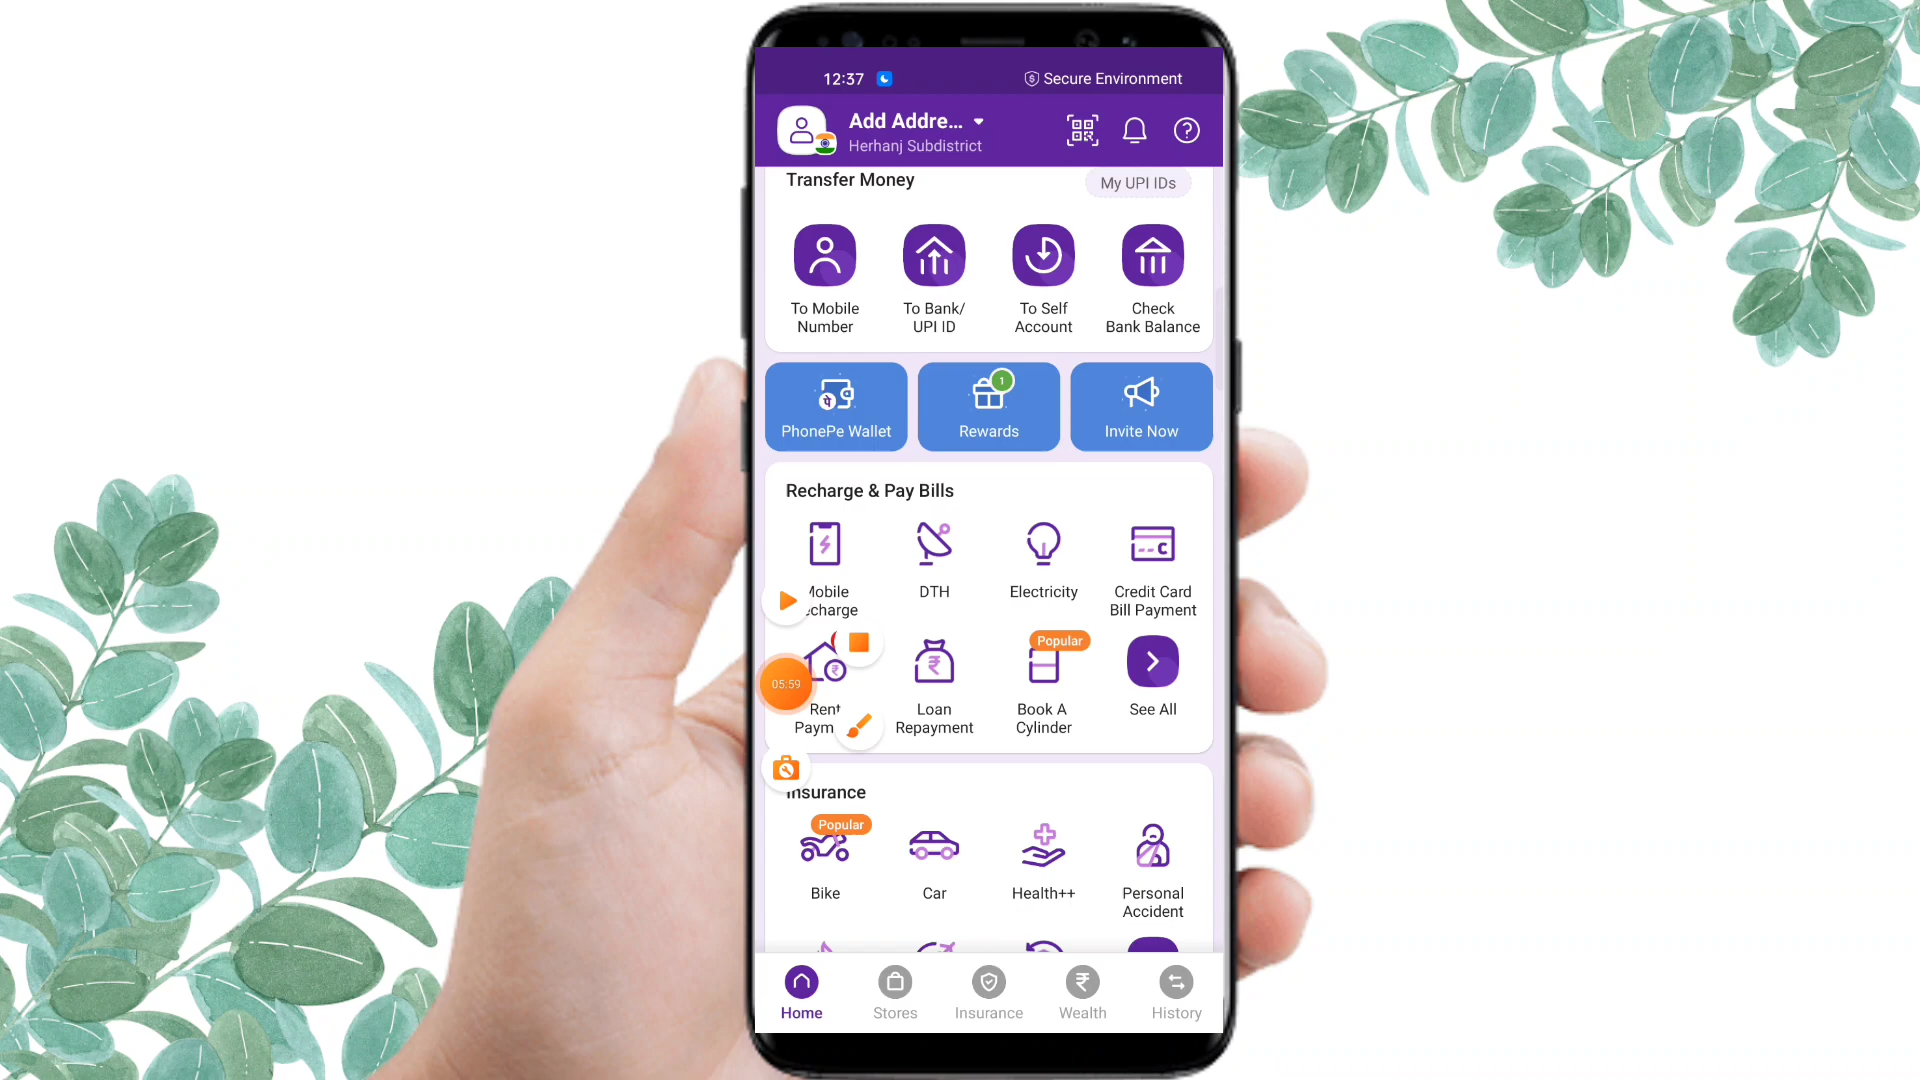 12:37
Secure Environment
Add Addre...
Herhanj Subdistrict
Transfer Money
My UPI IDs
To Mobile
Number
To Bank/
UPI ID
To Self
Account
Check
Bank Balance
पे
1
PhonePe Wallet
Rewards
Invite Now
Recharge & Pay Bills
Mobile
echarge
DTH
Electricity
Credit Card
Bill Payment
Popular
05:59
Rent
Paym
Loan
Repayment
Book A
Cylinder
See All
Insurance
Popular
Bike
Car
Health++
Personal
Accident
Home
Stores
Insurance
Wealth
History